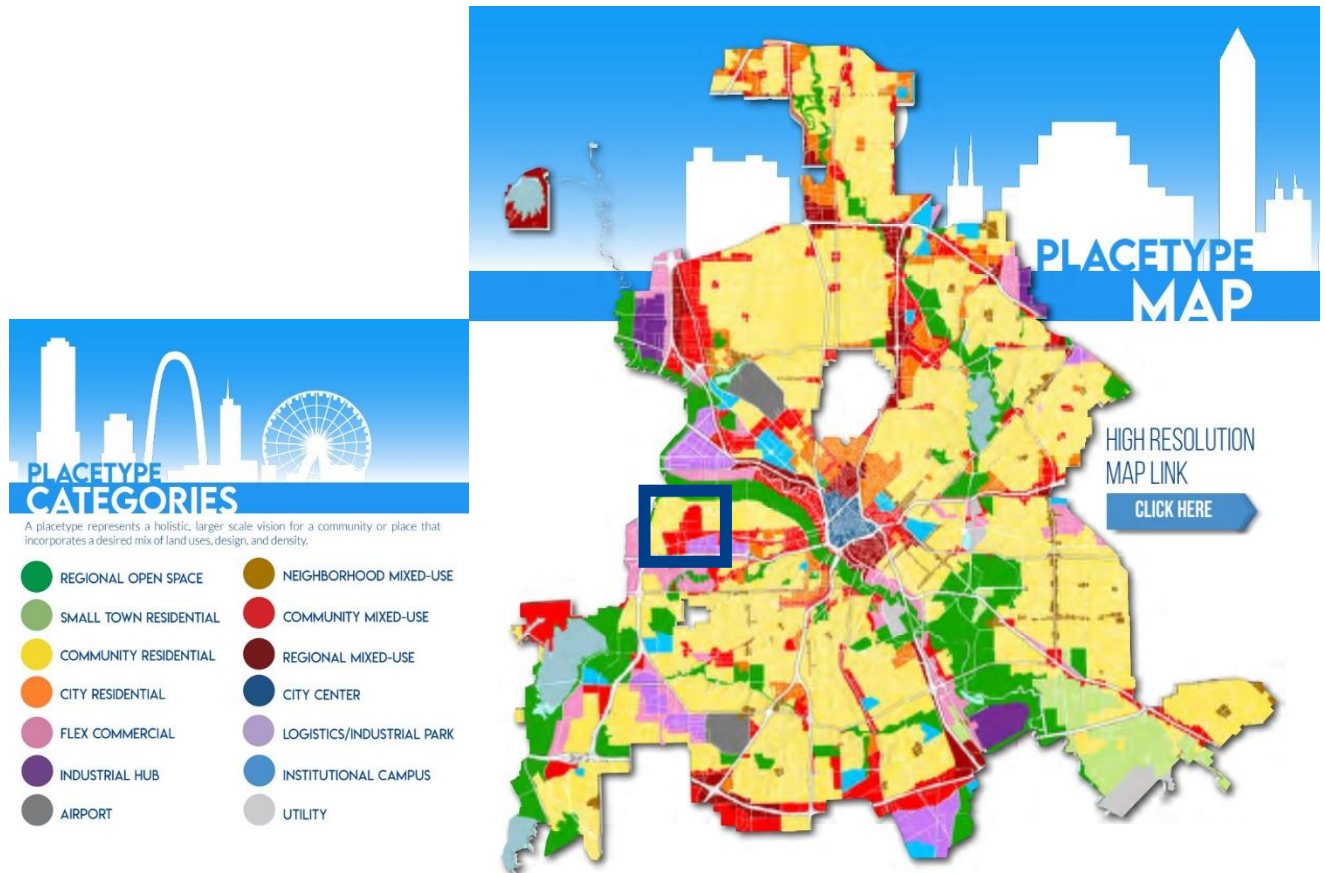 PLACETYPE
MAP
HIGH RESOLUTION
MAP LINK
CLICK HERE
PLACETYPE
CATEGORIES
A placetype represents a holistic, larger scale vision for a community or place that
incorporates a desired mix of land uses, design, and density.
REGIONAL OPEN SPACE
NEIGHBORHOOD MIXED-USE
SMALL TOWN RESIDENTIAL
COMMUNITY MIXED-USE
COMMUNITY RESIDENTIAL
REGIONAL MIXED-USE
CITY RESIDENTIAL
CITY CENTER
FLEX COMMERCIAL
LOGISTICS/INDUSTRIAL PARK
INDUSTRIAL HUB
INSTITUTIONAL CAMPUS
AIRPORT
UTILITY